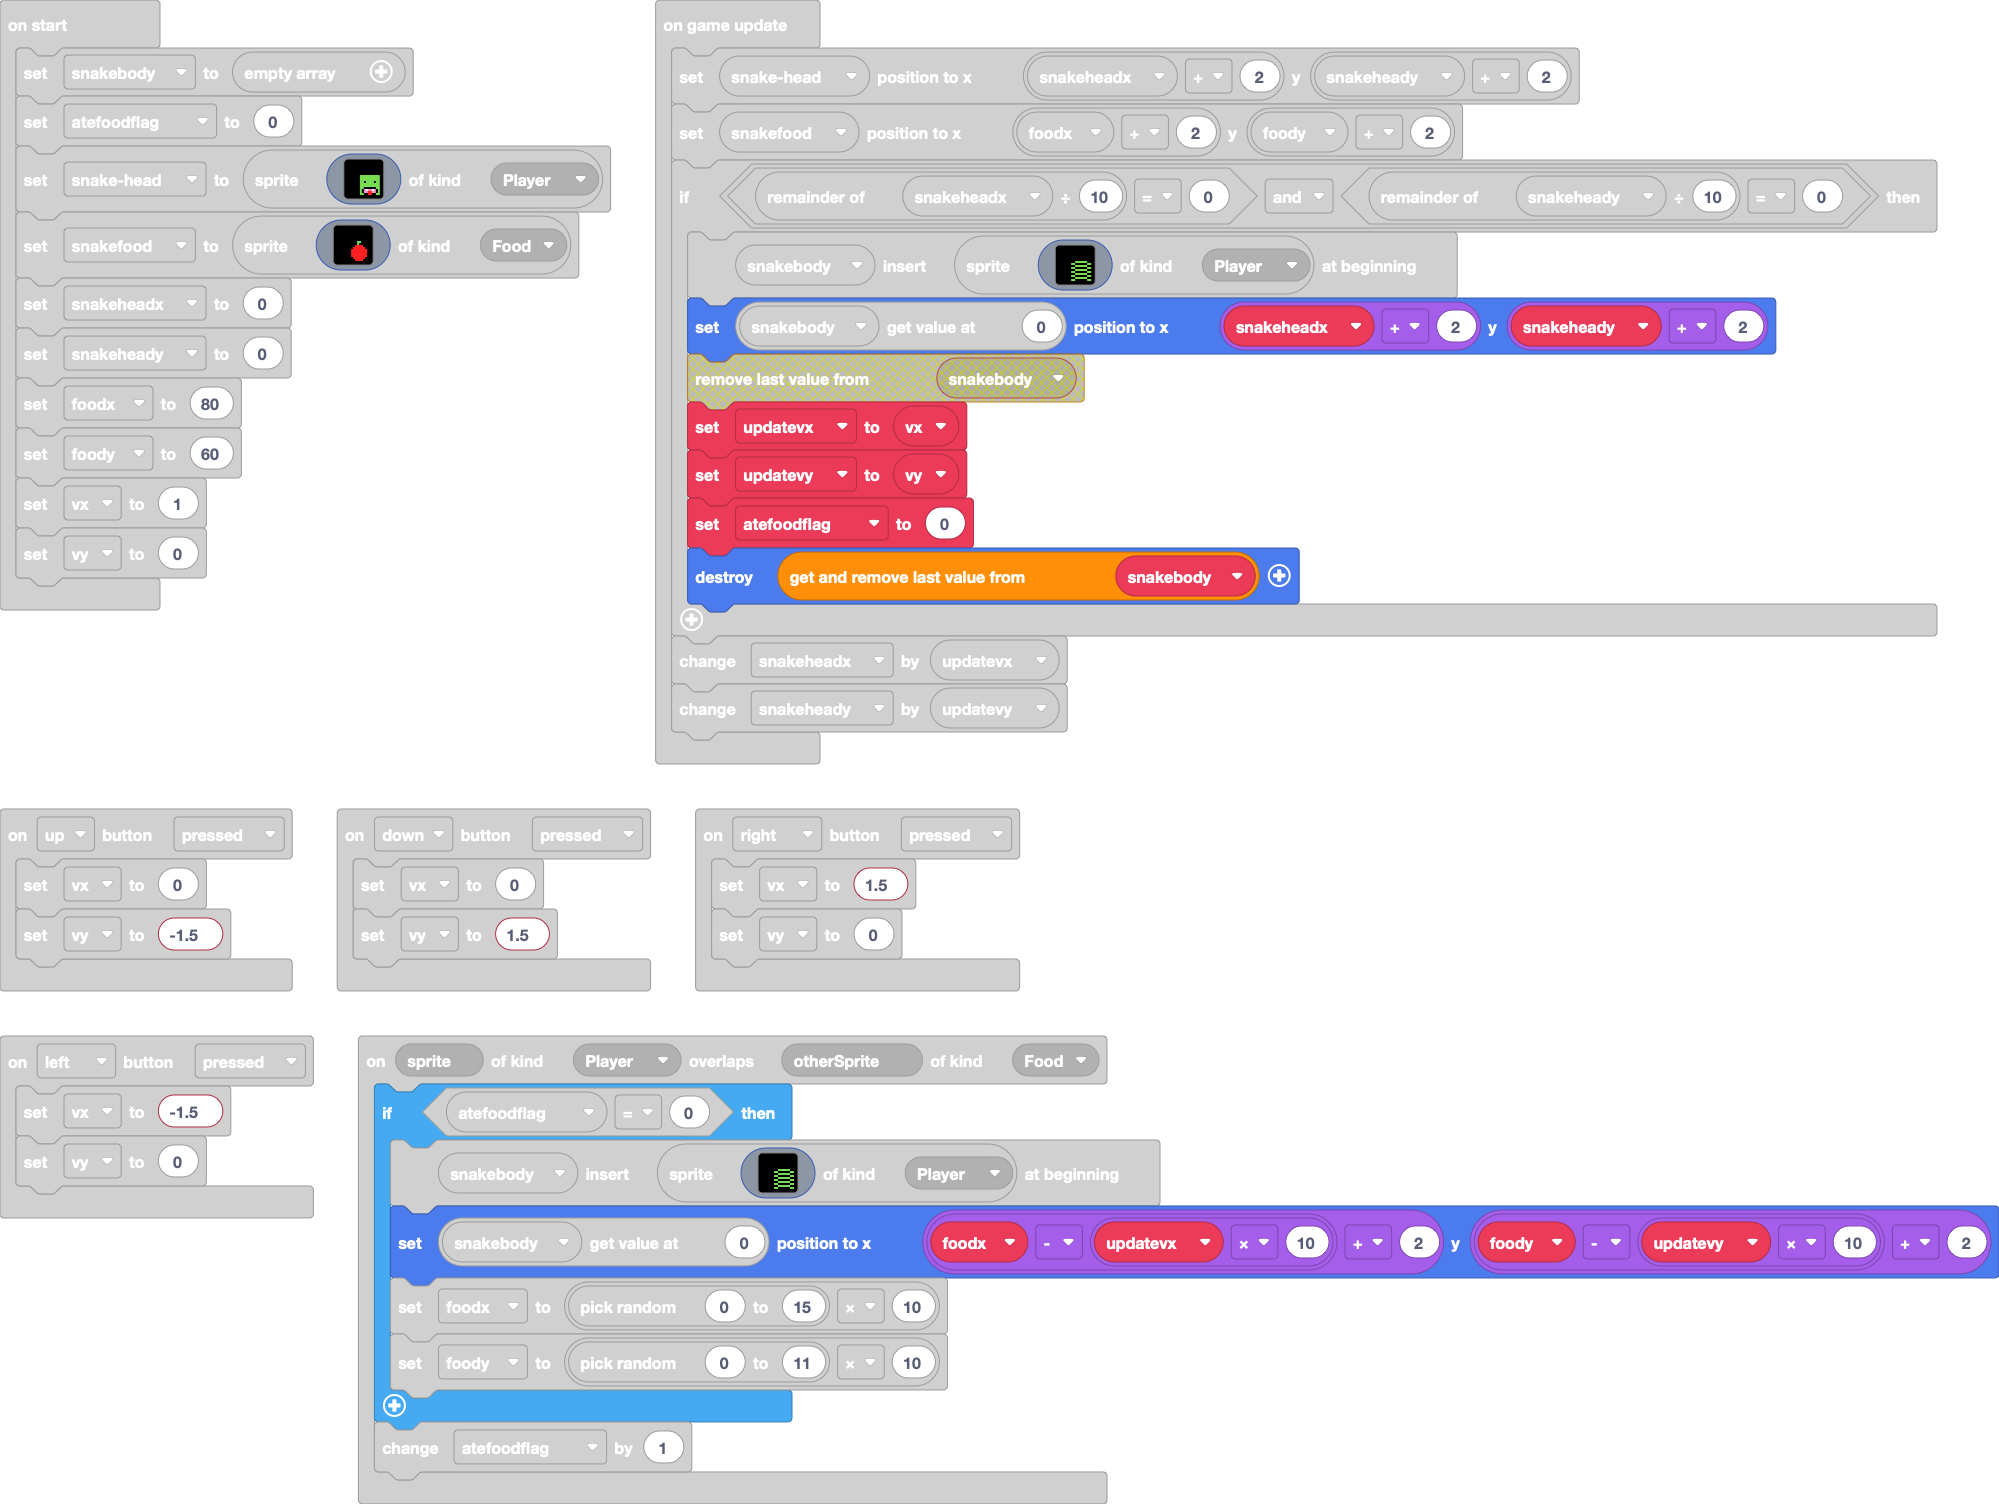 on start
set snakebody to empty array
set atefoodflag to 0
set snake-head to sprite of kind Player
set snakefood to sprite of kind Food
set snakeheadx to 0
set snakeheady to 0
set foodx to 80
set foody to 60
set vx to 1
set vy to 0
on game update
set snake-head position to x snakeheadx + 2 y snakeheady + 2
set snakefood position to x foodx + 2 y foody + 2
if remainder of snakeheadx ÷ 10 = 0 and remainder of snakeheady ÷ 10 = 0 then
snakebody insert sprite of kind Player at beginning
set snakebody get value at 0 position to x snakeheadx + 2 y snakeheady + 2
remove last value from snakebody
set updatevx to vx
set updatevy to vy
set atefoodflag to 0
destroy get and remove last value from snakebody
change snakeheadx by updatevx
change snakeheady by updatevy
on up button pressed
set vx to 0
set vy to -1.5
on down button pressed
set vx to 0
set vy to 1.5
on right button pressed
set vx to 1.5
set vy to 0
on left button pressed
set vx to -1.5
set vy to 0
on sprite of kind Player overlaps otherSprite of kind Food
if atefoodflag = 0 then
snakebody insert sprite of kind Player at beginning
set snakebody get value at 0 position to x foodx - updatevx × 10 + 2 y foody - updatevy × 10 + 2
set foodx to pick random 0 to 15 × 10
set foody to pick random 0 to 11 × 10
change atefoodflag by 1